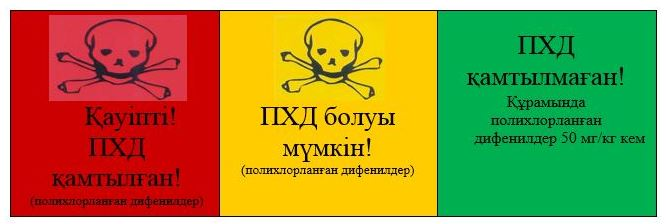 Қауіпті!
ПХД
қамтылған!
(полихлорланған дифенилдер)
ПХД болуы
мүмкін!
(полихлорланған дифенилдер)
ПХД
қамтылмаған!
Құрамында
полихлорланған
дифенилдер 50 мг/кг кем